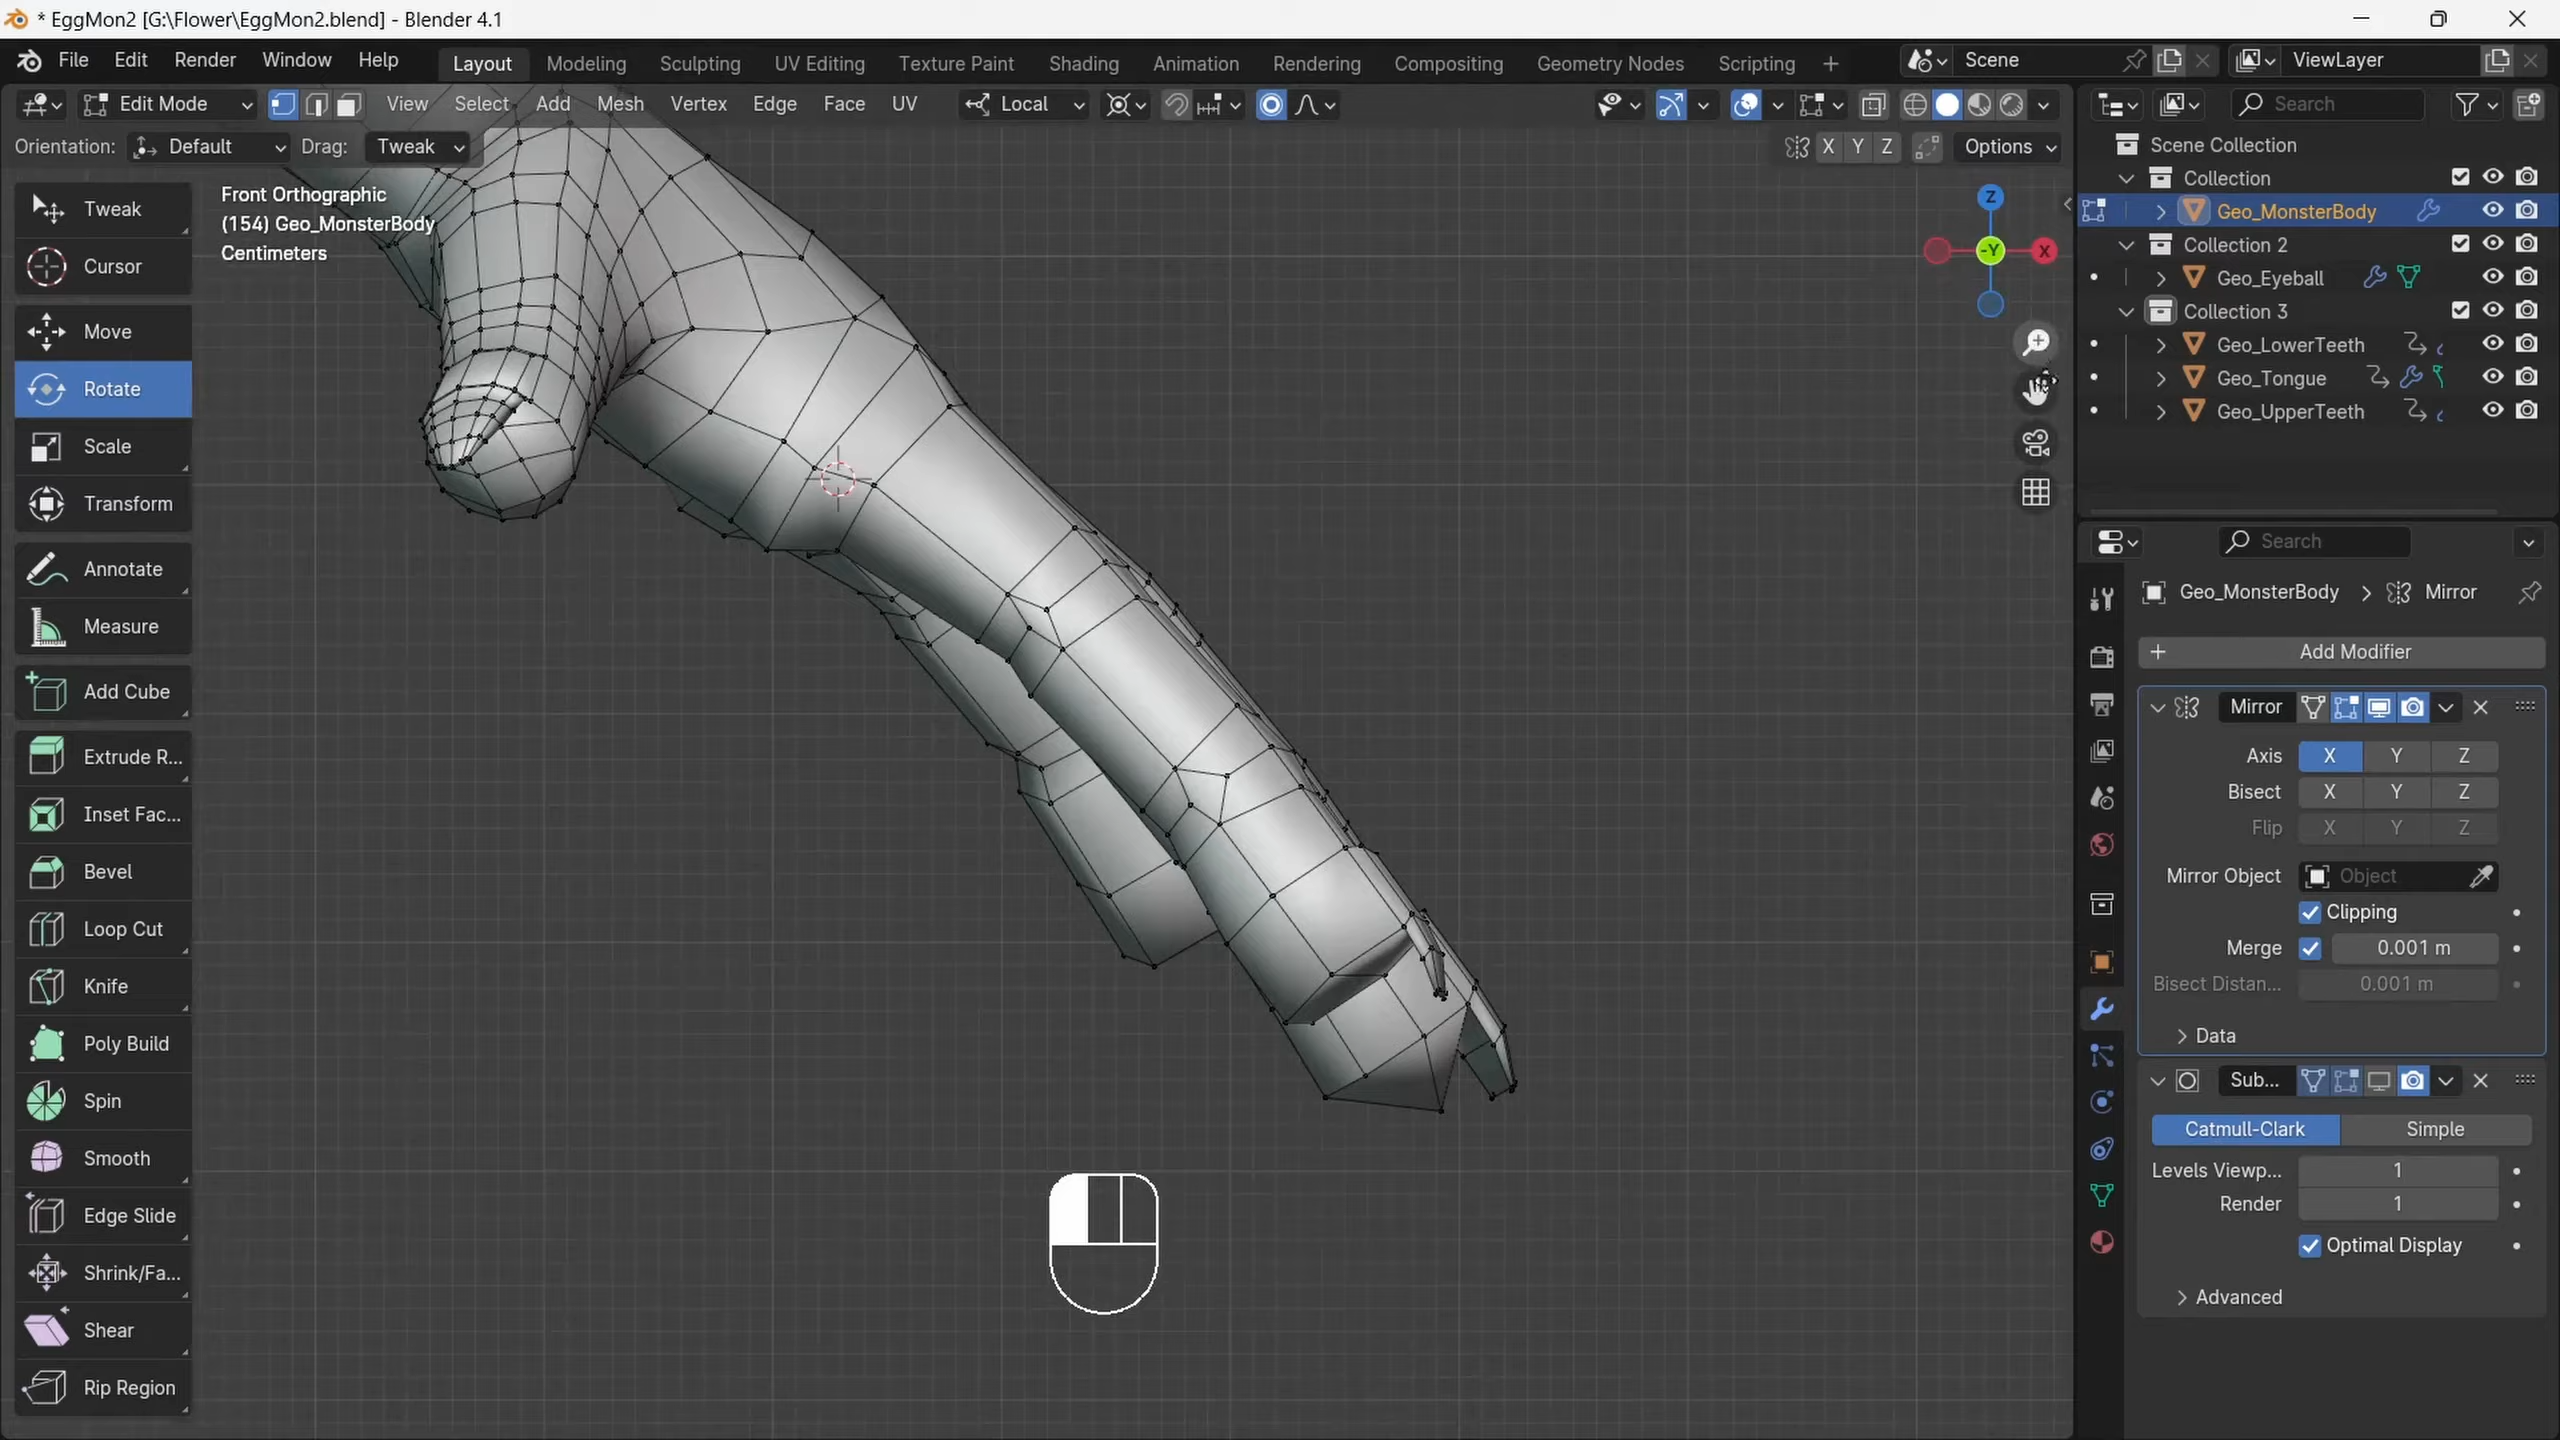 * EggMon2 [G:\Flower\EggMon2.blend] - Blender 4.1
File Edit Render Window Help
Layout Modeling Sculpting UV Editing Texture Paint Shading Animation Rendering Compositing Geometry Nodes Scripting +
Scene
ViewLayer
Edit Mode View Select Add Mesh Vertex Edge Face UV Local
Search
Orientation: Default Drag: Tweak
X Y Z Options
Front Orthographic
(154) Geo_MonsterBody
Centimeters
Z
-Y
X
Tweak
Cursor
Move
Rotate
Scale
Transform
Annotate
Measure
Add Cube
Extrude R...
Inset Fac...
Bevel
Loop Cut
Knife
Poly Build
Spin
Smooth
Edge Slide
Shrink/Fa...
Shear
Rip Region
Scene Collection
Collection
Geo_MonsterBody
Collection 2
Geo_Eyeball
Collection 3
Geo_LowerTeeth
Geo_Tongue
Geo_UpperTeeth
Search
Geo_MonsterBody Mirror
Add Modifier
Mirror
Axis X Y Z
Bisect X Y Z
Flip X Y Z
Mirror Object Object
Clipping
Merge 0.001 m
Bisect Distan... 0.001 m
Data
Sub...
Catmull-Clark Simple
Levels Viewp... 1
Render 1
Optimal Display
Advanced